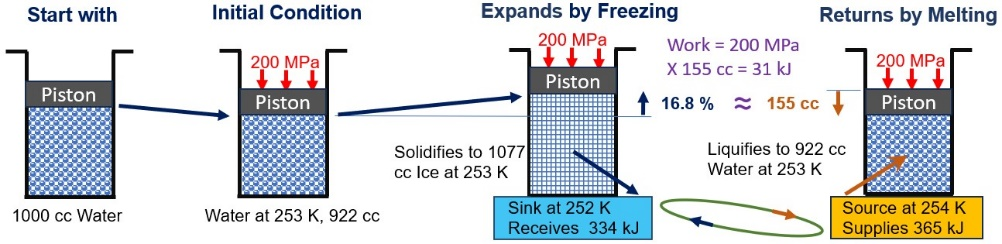 Start with
Initial Condition
Expands by Freezing
Returns by Melting
Piston
1000 cc Water
200 MPa
Piston
Water at 253 K, 922 cc
200 MPa
Piston
Solidifies to 1077
cc Ice at 253 K
Sink at 252 K
Receives 334 kJ
Work = 200 MPa
X 155 cc = 31 kJ
16.8 % ≈ 155 cc
200 MPa
Piston
Liquifies to 922 cc
Water at 253 K
Source at 254 K
Supplies 365 kJ